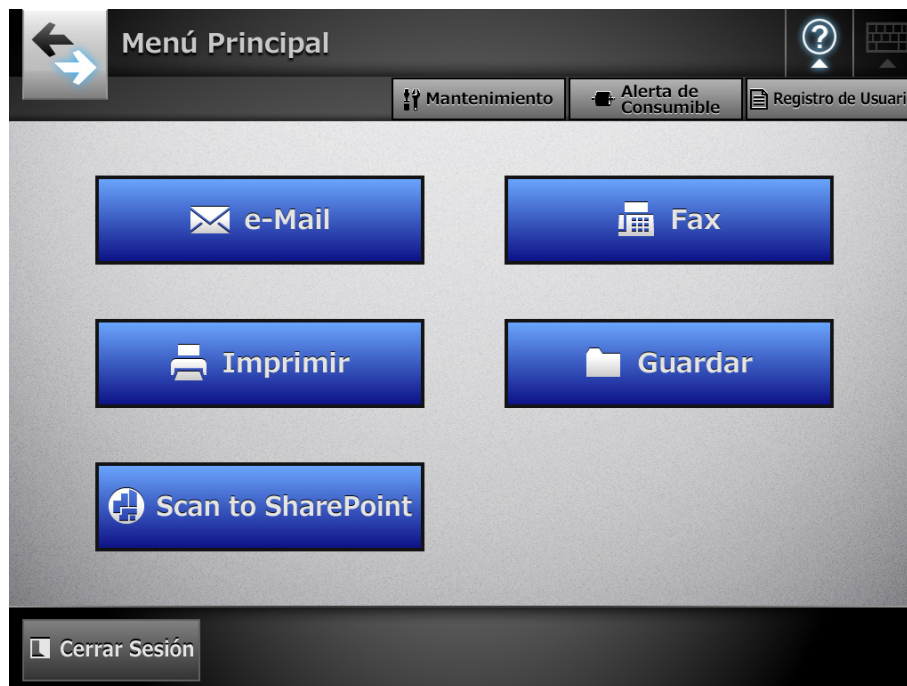 Menú Principal
?
Mantenimiento
Alerta de
Consumible
Registro de Usuari
e-Mail
Fax
Imprimir
Guardar
Scan to SharePoint
Cerrar Sesión